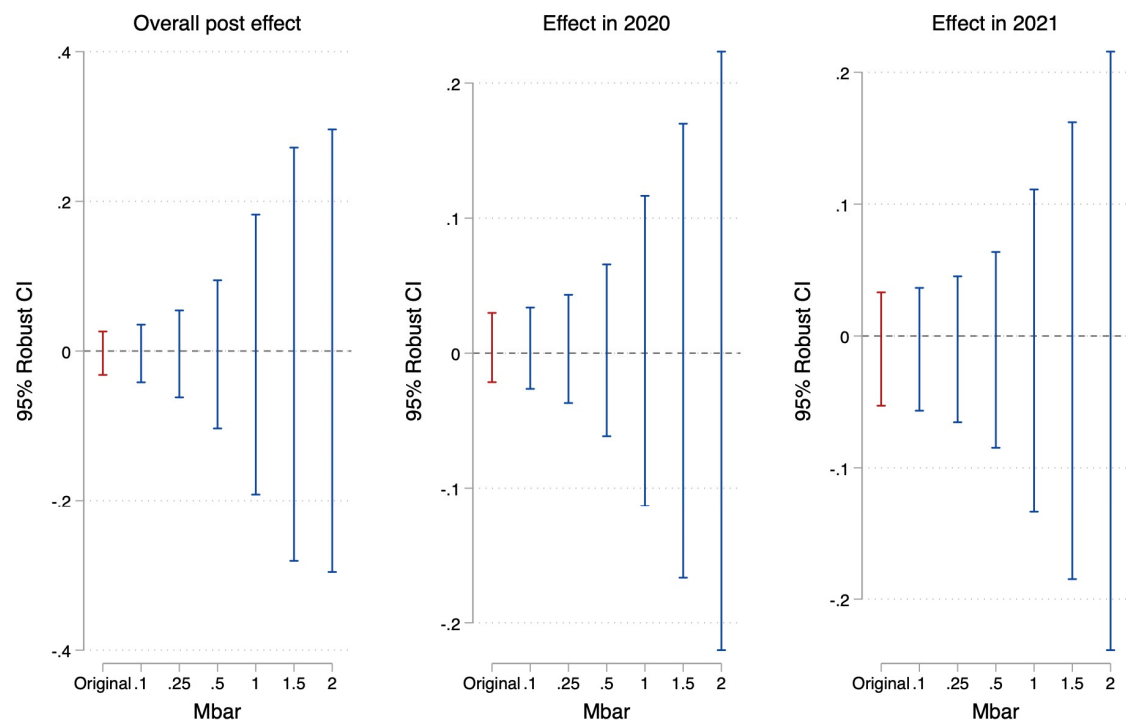 Overall post effect
.4
.2
0
-.2
-.4
95% Robust CI
Original .1 .25 .5 1 1.5 2
Mbar
Effect in 2020
.2
.1
0
-.1
-.2
95% Robust CI
Original .1 .25 .5 1 1.5 2
Mbar
Effect in 2021
.2
.1
0
-.1
-.2
95% Robust CI
Original .1 .25 .5 1 1.5 2
Mbar